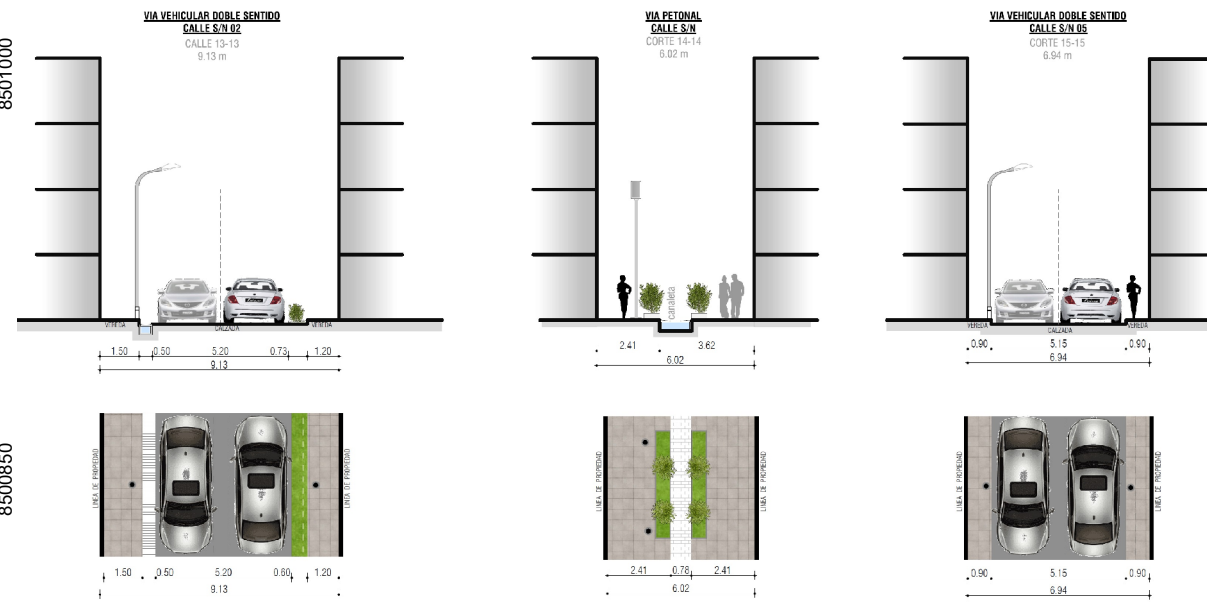 8501000
8500850
VIA VEHICULAR DOBLE SENTIDO
CALLE S/N 02
CALLE 13-13
9.13 m
VEREDA
CALZADA
VEREDA
1.50 0.50 5.20 0.73 1.20
9.13
LINEA DE PROPIEDAD
LINEA DE PROPIEDAD
1.50 0.50 5.20 0.60 1.20
9.13
VIA PETONAL
CALLE S/N
CORTE 14-14
6.02 m
canaleta
2.41 3.62
6.02
LINEA DE PROPIEDAD
LINEA DE PROPIEDAD
2.41 0.78 2.41
6.02
VIA VEHICULAR DOBLE SENTIDO
CALLE S/N 05
CORTE 15-15
6.94 m
VEREDA
CALZADA
VEREDA
0.90 5.15 0.90
6.94
LINEA DE PROPIEDAD
LINEA DE PROPIEDAD
0.90 5.15 0.90
6.94